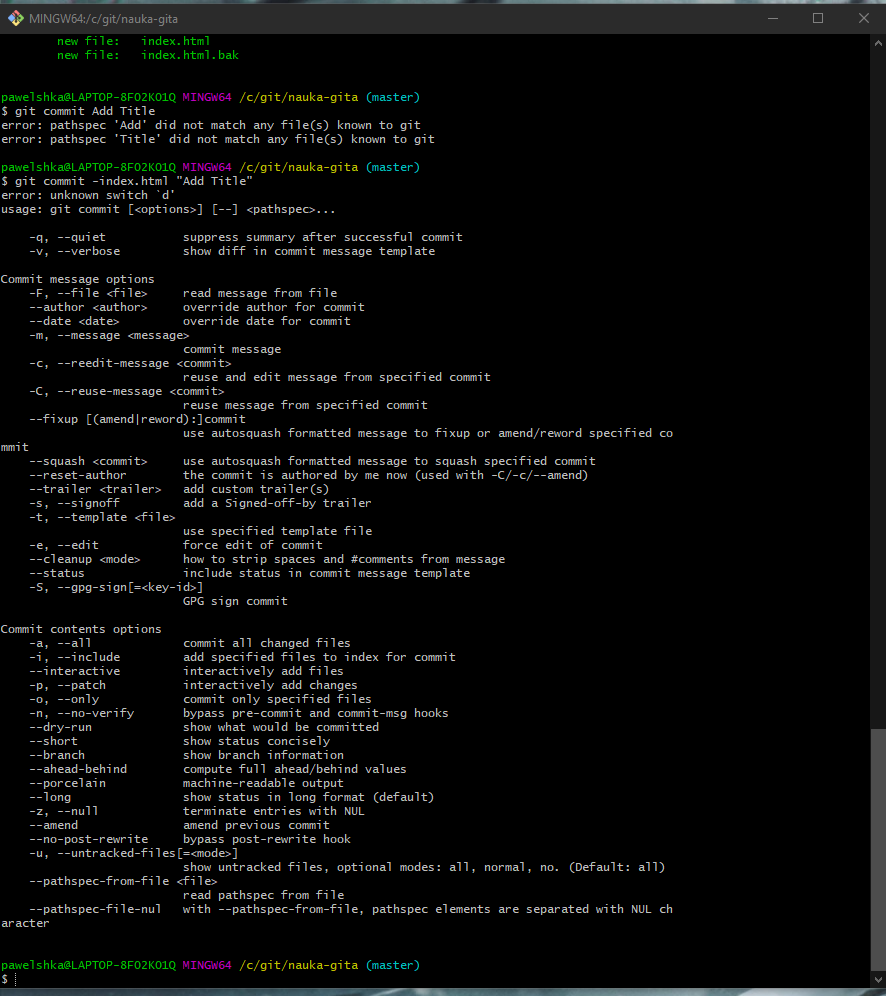 MINGW64:/c/git/nauka-gita
new file:   index.html
new file:   index.html.bak
pawelshka@LAPTOP-8FO2KO1Q MINGW64 /c/git/nauka-gita (master)
$ git commit Add Title
error: pathspec 'Add' did not match any file(s) known to git
error: pathspec 'Title' did not match any file(s) known to git
pawelshka@LAPTOP-8FO2KO1Q MINGW64 /c/git/nauka-gita (master)
$ git commit -index.html "Add Title"
error: unknown switch `d'
usage: git commit [<options>] [--] <pathspec>...
    -q, --quiet           suppress summary after successful commit
    -v, --verbose         show diff in commit message template
Commit message options
    -F, --file <file>     read message from file
    --author <author>     override author for commit
    --date <date>         override date for commit
    -m, --message <message>
                          commit message
    -c, --reedit-message <commit>
                          reuse and edit message from specified commit
    -C, --reuse-message <commit>
                          reuse message from specified commit
    --fixup [(amend|reword):]commit
                          use autosquash formatted message to fixup or amend/reword specified co
mmit
    --squash <commit>     use autosquash formatted message to squash specified commit
    --reset-author        the commit is authored by me now (used with -C/-c/--amend)
    --trailer <trailer>   add custom trailer(s)
    -s, --signoff         add a Signed-off-by trailer
    -t, --template <file>
                          use specified template file
    -e, --edit            force edit of commit
    --cleanup <mode>      how to strip spaces and #comments from message
    --status              include status in commit message template
    -S, --gpg-sign[=<key-id>]
                          GPG sign commit
Commit contents options
    -a, --all             commit all changed files
    -i, --include         add specified files to index for commit
    --interactive         interactively add files
    -p, --patch           interactively add changes
    -o, --only            commit only specified files
    -n, --no-verify       bypass pre-commit and commit-msg hooks
    --dry-run             show what would be committed
    --short               show status concisely
    --branch              show branch information
    --ahead-behind        compute full ahead/behind values
    --porcelain           machine-readable output
    --long                show status in long format (default)
    -z, --null            terminate entries with NUL
    --amend               amend previous commit
    --no-post-rewrite     bypass post-rewrite hook
    -u, --untracked-files[=<mode>]
                          show untracked files, optional modes: all, normal, no. (Default: all)
    --pathspec-from-file <file>
                          read pathspec from file
    --pathspec-file-nul   with --pathspec-from-file, pathspec elements are separated with NUL ch
aracter
pawelshka@LAPTOP-8FO2KO1Q MINGW64 /c/git/nauka-gita (master)
$